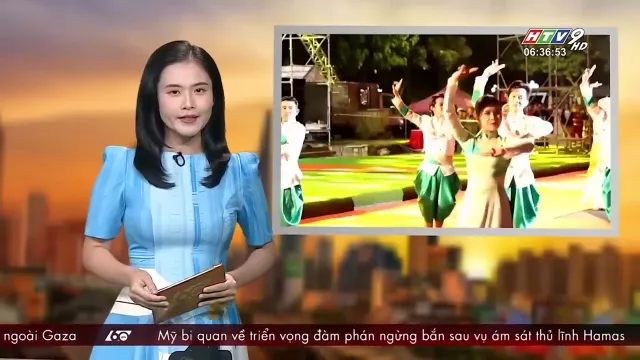 HTV9 HD
06:36:53
ngoài Gaza 60 Mỹ bi quan về triển vọng đàm phán ngừng bắn sau vụ ám sát thủ lĩnh Hamas